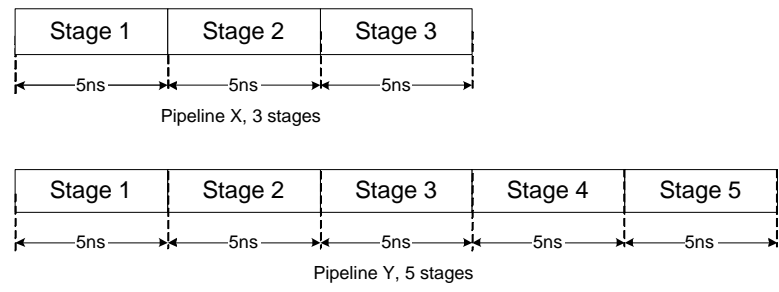 Stage 1 Stage 2 Stage 3
5ns 5ns 5ns
Pipeline X, 3 stages
Stage 1 Stage 2 Stage 3 Stage 4 Stage 5
5ns 5ns 5ns 5ns 5ns
Pipeline Y, 5 stages